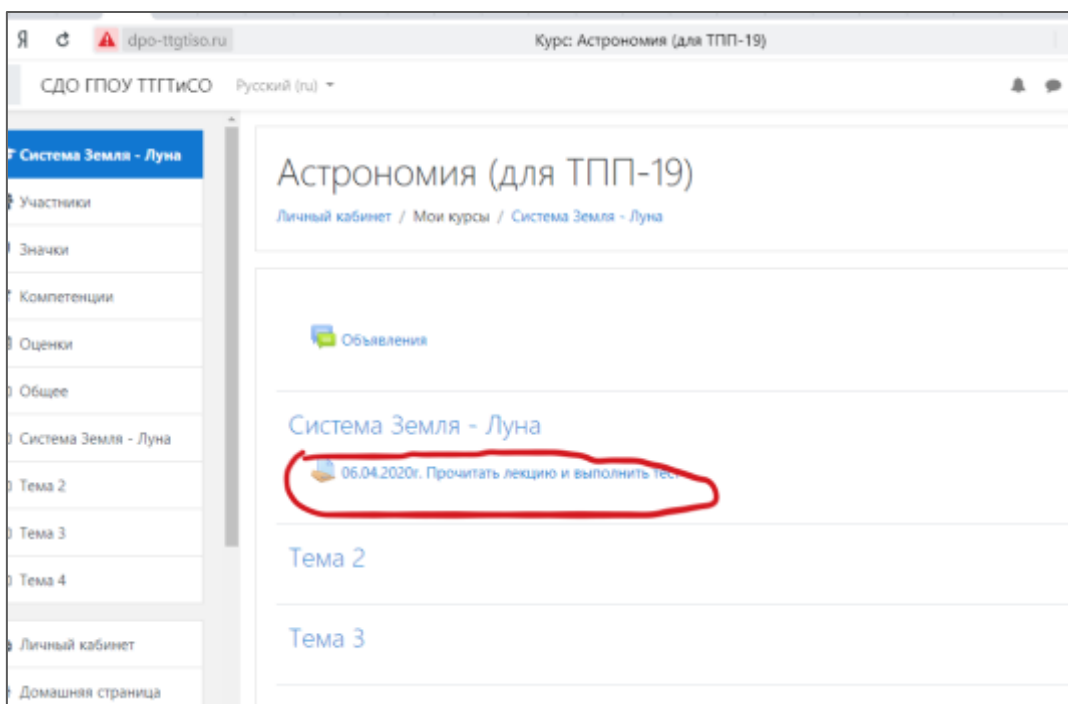 Я dpo-ttgtiso.ru Курс: Астрономия (для ТПП-19)
СДО ГПОУ ТТГТиСО Русский (ru)
Система Земля - Луна
Участники
Значки
Компетенции
Оценки
Общее
Система Земля - Луна
Тема 2
Тема 3
Тема 4
Личный кабинет
Домашняя страница
Астрономия (для ТПП-19)
Личный кабинет / Мои курсы / Система Земля - Луна
Объявления
Система Земля - Луна
06.04.2020г. Прочитать лекцию и выполнить тест
Тема 2
Тема 3